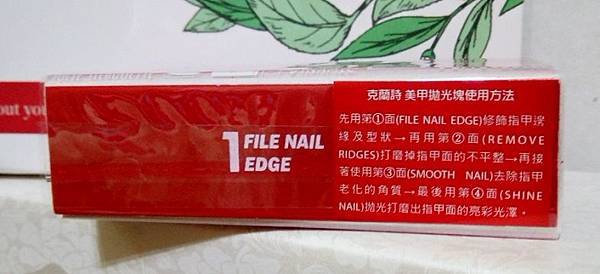 out you
1 FILE NAIL
EDGE
克蘭詩 美甲拋光塊使用方法
先用第①面(FILE NAIL EDGE)修飾指甲邊
緣及型狀→再用第②面(REMOVE
RIDGES)打磨掉指甲面的不平整→再接
著使用第③面(SMOOTH NAIL)去除指甲
老化的角質→最後用第④面(SHINE
NAIL)拋光打磨出指甲面的亮彩光澤。